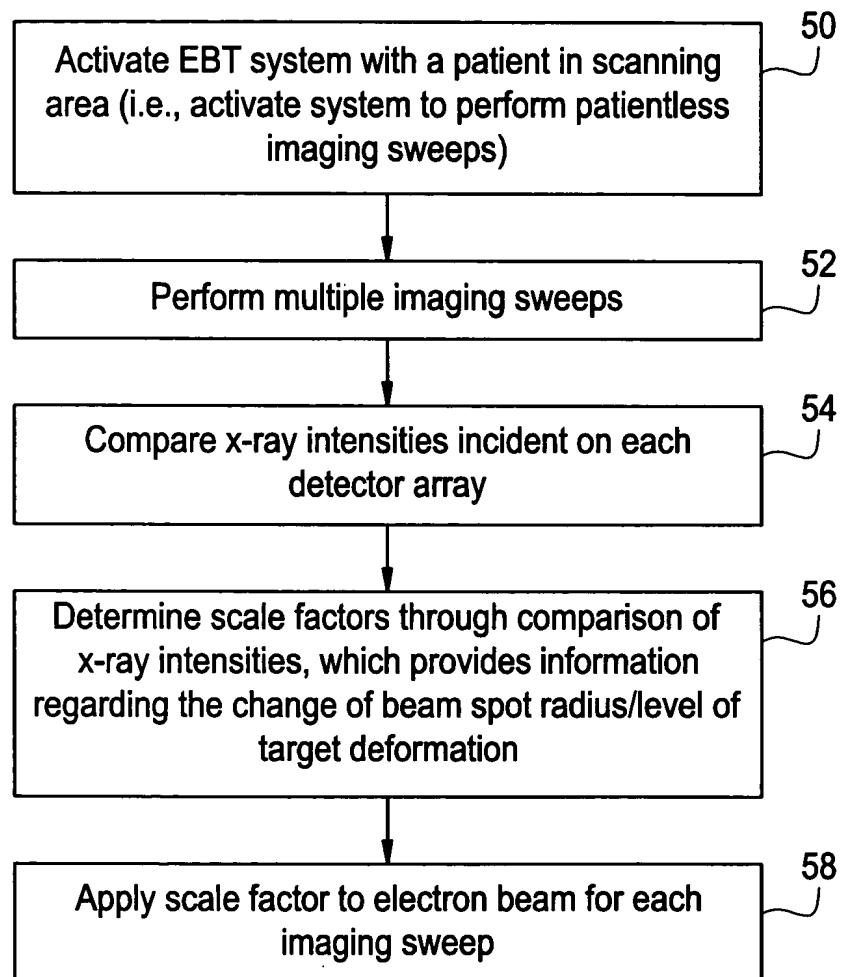 50
Activate EBT system with a patient in scanning
area (i.e., activate system to perform patientless
imaging sweeps)
52
Perform multiple imaging sweeps
54
Compare x-ray intensities incident on each
detector array
56
Determine scale factors through comparison of
x-ray intensities, which provides information
regarding the change of beam spot radius/level of
target deformation
58
Apply scale factor to electron beam for each
imaging sweep